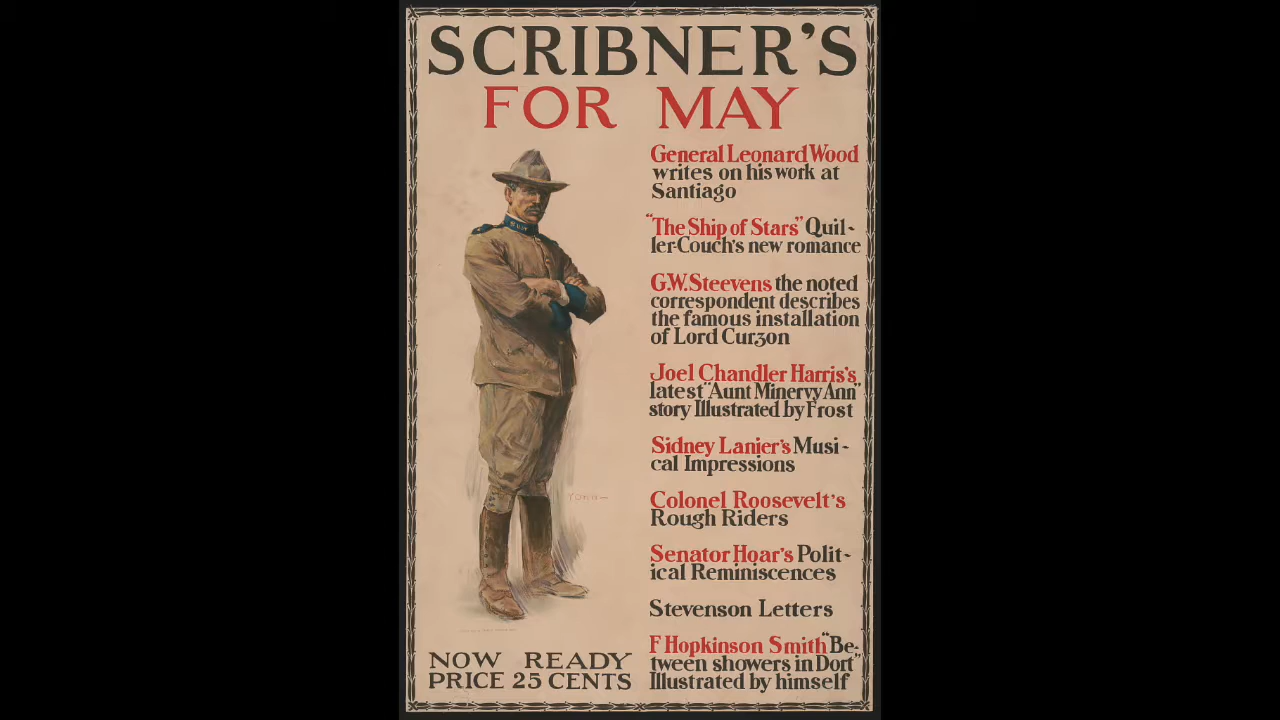 SCRIBNER'S
FOR MAY
General Leonard Wood
writes on his work at
Santiago
"The Ship of Stars" Quil-
ler-Couch's new romance
G.W. Steevens the noted
correspondent describes
the famous installation
of Lord Curzon
Joel Chandler Harris's
latest "Aunt Minervy Ann"
story Illustrated by Frost
Sidney Lanier's Musi-
cal Impressions
Colonel Roosevelt's
Rough Riders
Senator Hoar's Polit-
ical Reminiscences
Stevenson Letters
F Hopkinson Smith "Be-
tween showers in Dort"
Illustrated by himself
YOHN
NOW READY
PRICE 25 CENTS